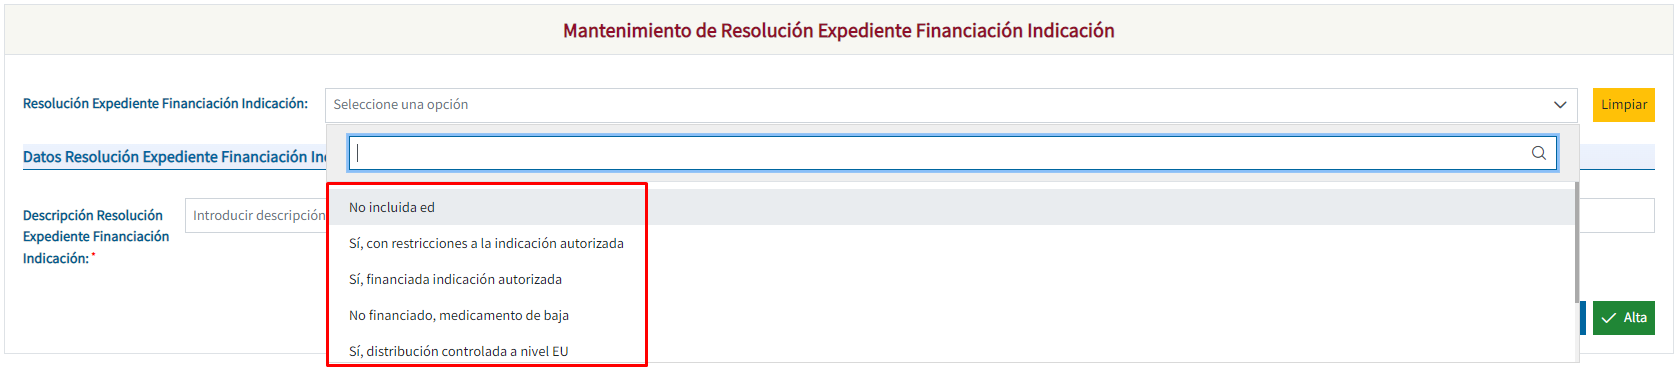 Mantenimiento de Resolución Expediente Financiación Indicación
Resolución Expediente Financiación Indicación:
Seleccione una opción
Limpiar
Datos Resolución Expediente Financiación In
No incluida ed
Sí, con restricciones a la indicación autorizada
Sí, financiada indicación autorizada
No financiado, medicamento de baja
Sí, distribución controlada a nivel EU
Descripción Resolución
Expediente Financiación
Indicación: *
Introducir descripción
Alta